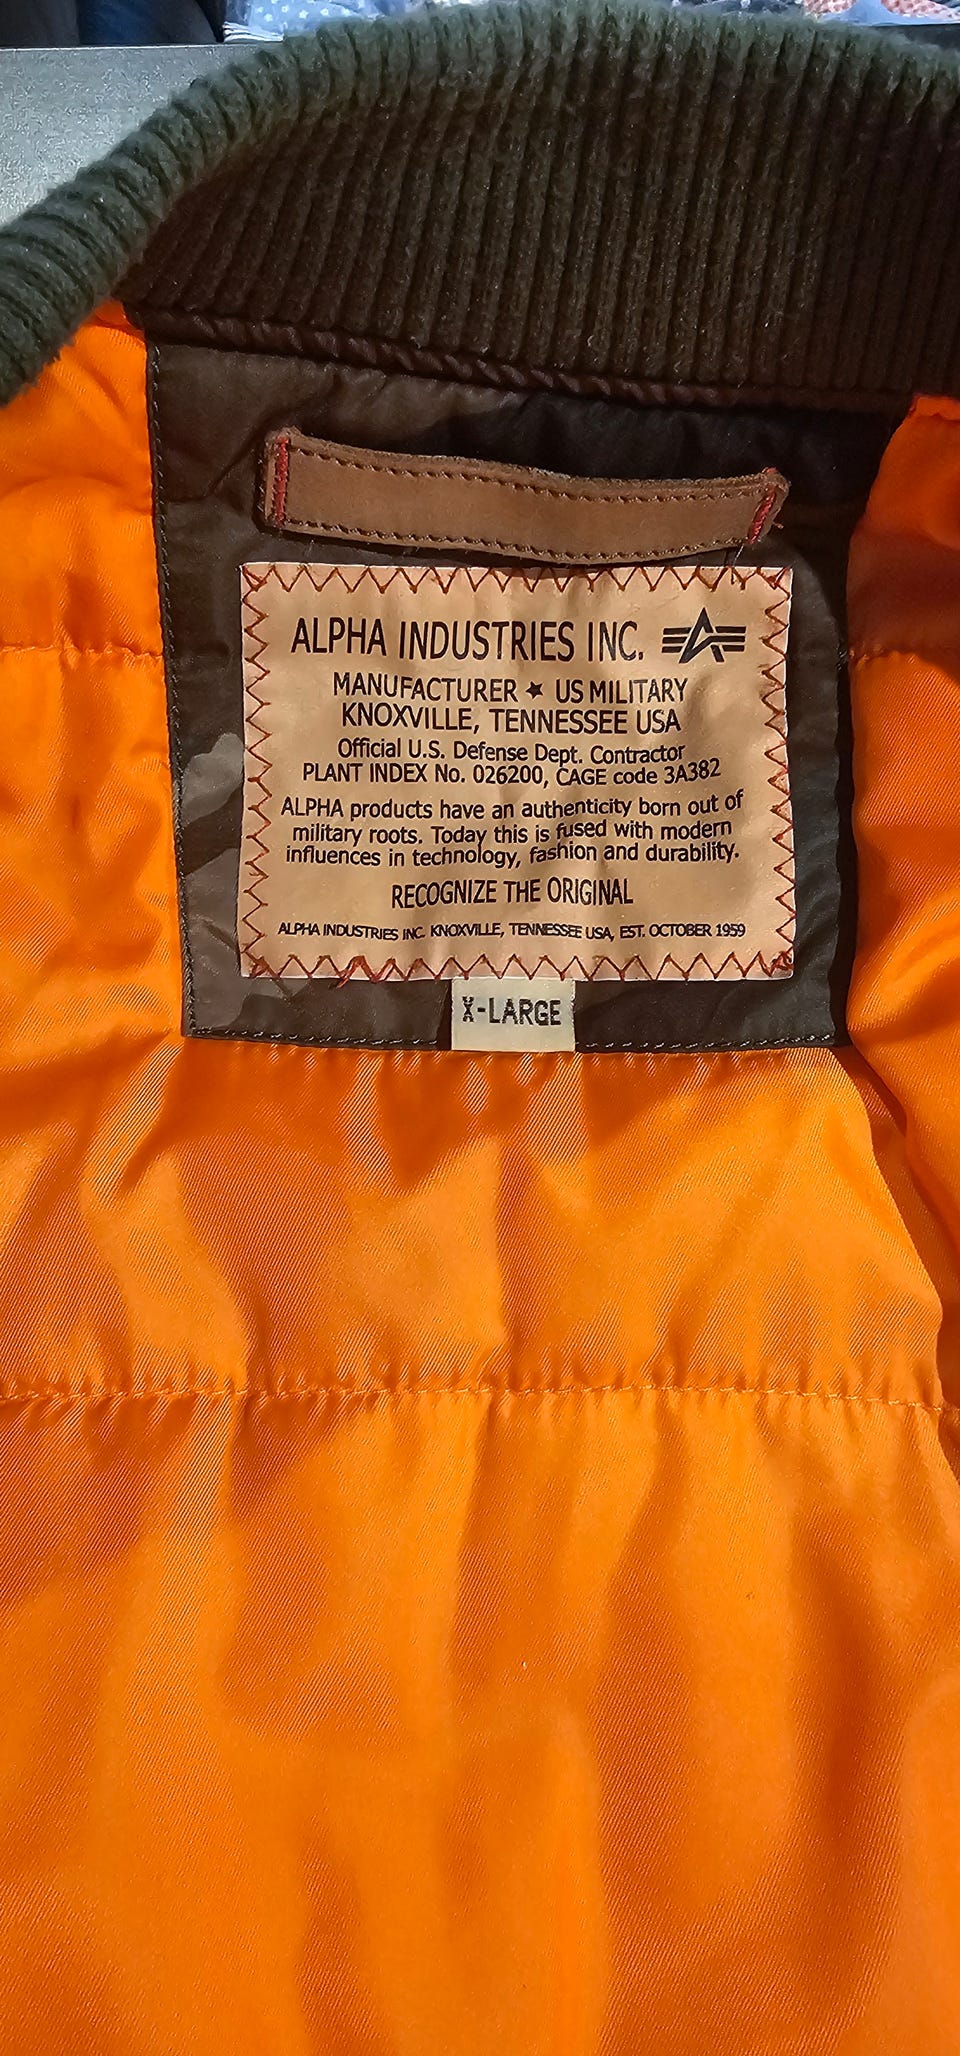 ALPHA INDUSTRIES INC.
MANUFACTURER ★ US MILITARY
KNOXVILLE, TENNESSEE USA
Official U.S. Defense Dept. Contractor
PLANT INDEX No. 026200, CAGE code 3A382
ALPHA products have an authenticity born out of
military roots. Today this is fused with modern
influences in technology, fashion and durability.
RECOGNIZE THE ORIGINAL
ALPHA INDUSTRIES INC. KNOXVILLE, TENNESSEE USA, EST. OCTOBER 1959
X-LARGE